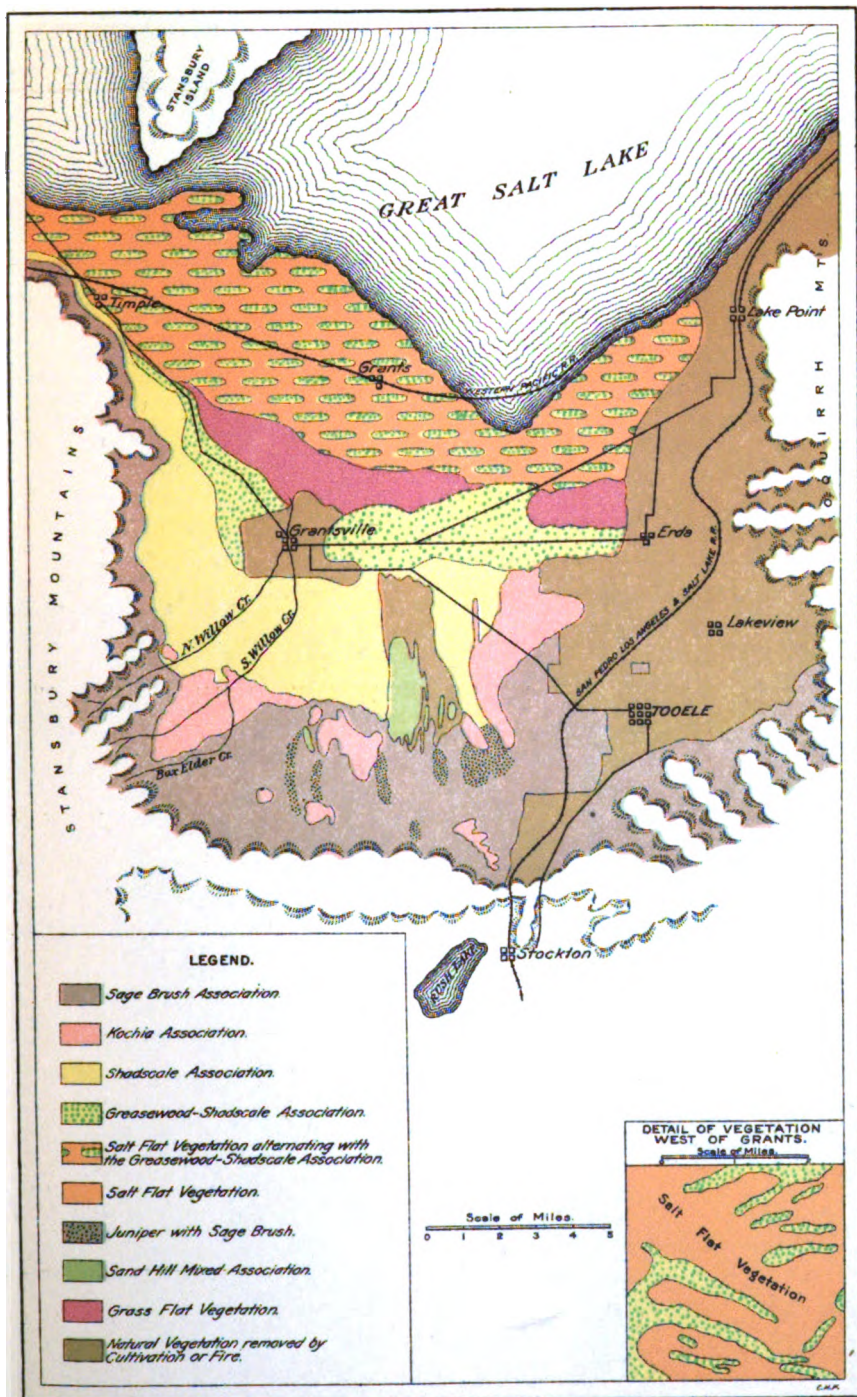 STANSBURY
ISLAND
GREAT SALT LAKE
Timpie
Grants
WESTERN PACIFIC R.R.
Lake Point
OQUIRRH MTS.
STANSBURY MOUNTAINS
Grantsville
Erda
N. Willow Cr.
S. Willow Cr.
Box Elder Cr.
SAN PEDRO LOS ANGELES & SALT LAKE R.R.
Lakeview
TOOELE
RUSH LAKE
Stockton
LEGEND.
Sage Brush Association.
Kochia Association.
Shadscale Association.
Greasewood-Shadscale Association.
Salt Flat Vegetation alternating with
the Greasewood-Shadscale Association.
Salt Flat Vegetation.
Juniper with Sage Brush.
Sand Hill Mixed Association.
Grass Flat Vegetation.
Natural Vegetation removed by
Cultivation or Fire.
Scale of Miles.
0 1 2 3 4 5
DETAIL OF VEGETATION
WEST OF GRANTS.
Scale of Miles.
Salt Flat Vegetation